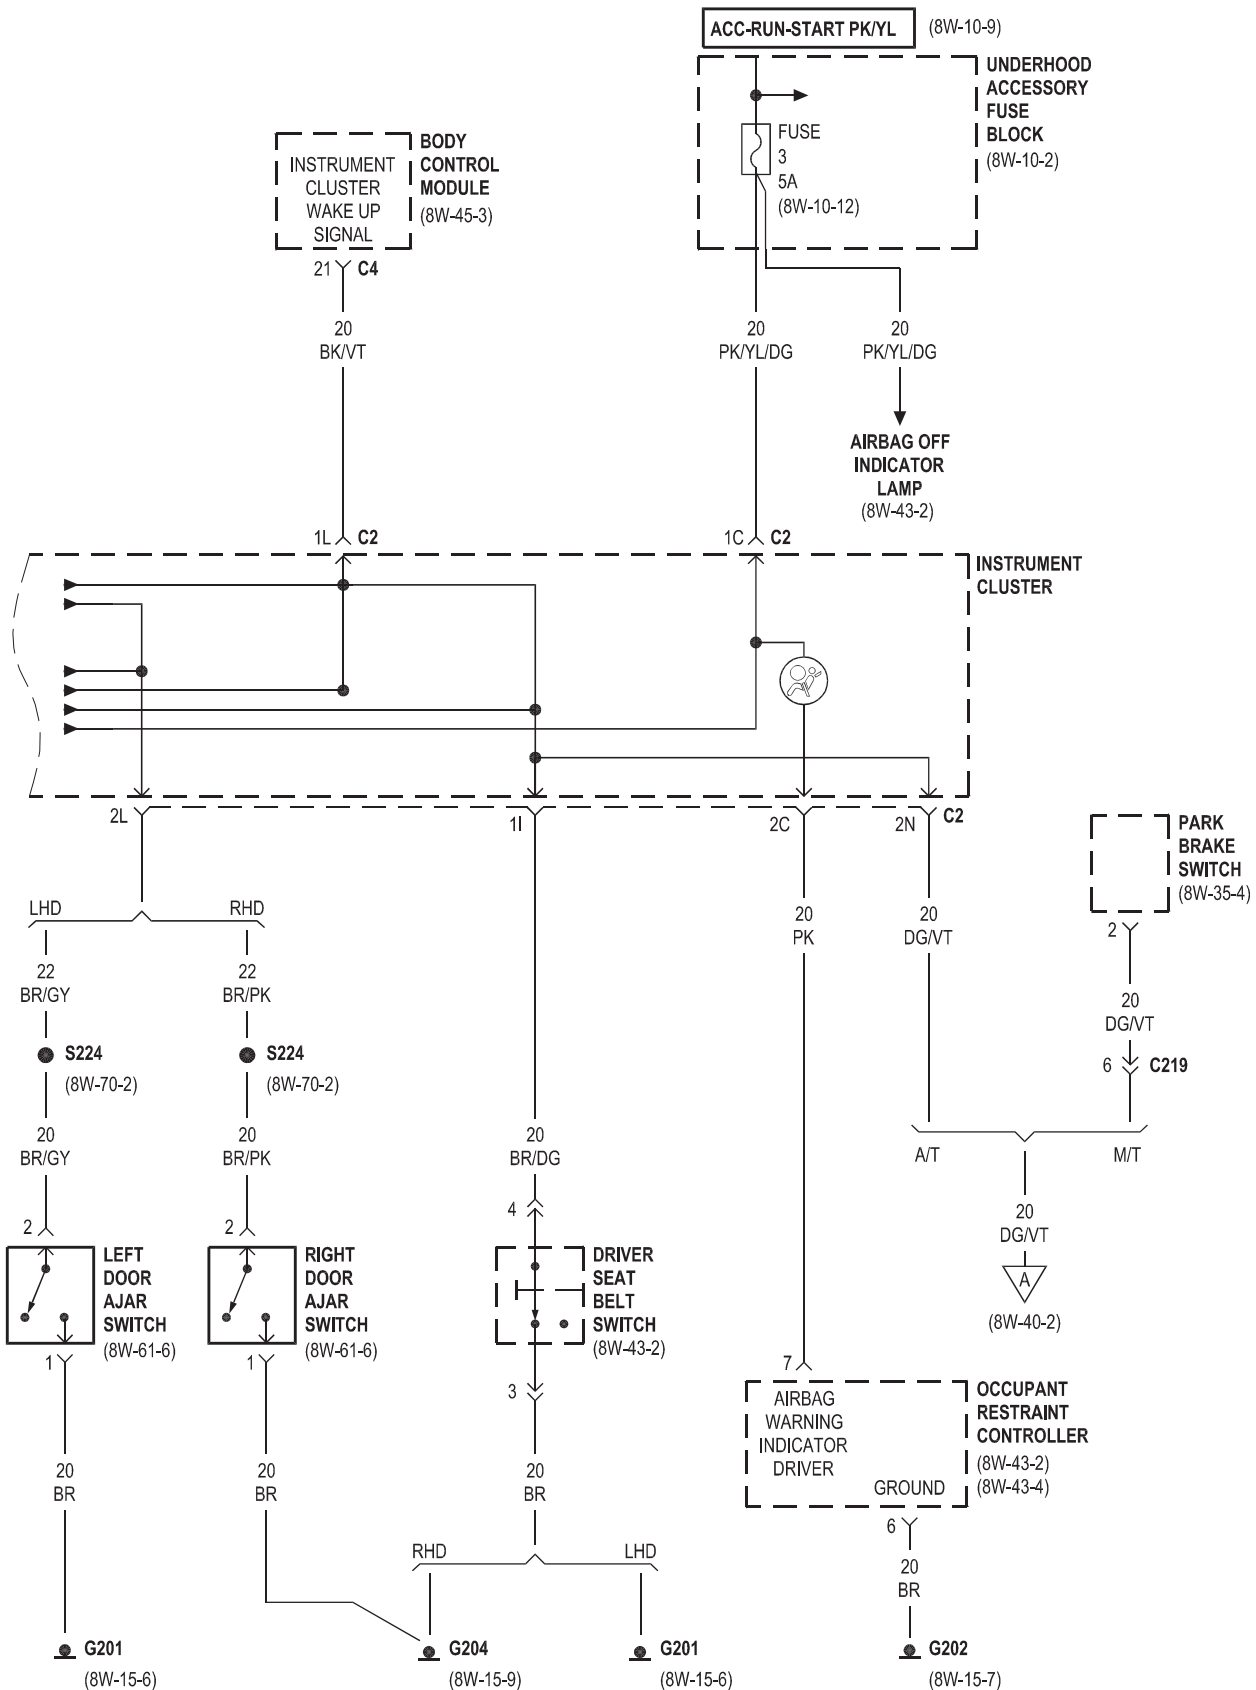 ACC-RUN-START PK/YL
(8W-10-9)
UNDERHOOD
ACCESSORY
FUSE
BLOCK
(8W-10-2)
FUSE
3
5A
(8W-10-12)
BODY
CONTROL
MODULE
(8W-45-3)
INSTRUMENT
CLUSTER
WAKE UP
SIGNAL
21
C4
20
BK/VT
20
PK/YL/DG
20
PK/YL/DG
AIRBAG OFF
INDICATOR
LAMP
(8W-43-2)
1L
C2
1C
C2
INSTRUMENT
CLUSTER
2L
1I
2C
2N
C2
PARK
BRAKE
SWITCH
(8W-35-4)
2
LHD
RHD
20
PK
20
DG/VT
22
BR/GY
22
BR/PK
20
DG/VT
S224
(8W-70-2)
S224
(8W-70-2)
6
C219
20
BR/GY
20
BR/PK
20
BR/DG
A/T
M/T
2
2
4
20
DG/VT
LEFT
DOOR
AJAR
SWITCH
(8W-61-6)
RIGHT
DOOR
AJAR
SWITCH
(8W-61-6)
DRIVER
SEAT
BELT
SWITCH
(8W-43-2)
A
(8W-40-2)
1
1
3
7
AIRBAG
WARNING
INDICATOR
DRIVER
GROUND
OCCUPANT
RESTRAINT
CONTROLLER
(8W-43-2)
(8W-43-4)
20
BR
20
BR
20
BR
6
RHD
LHD
20
BR
G201
(8W-15-6)
G204
(8W-15-9)
G201
(8W-15-6)
G202
(8W-15-7)